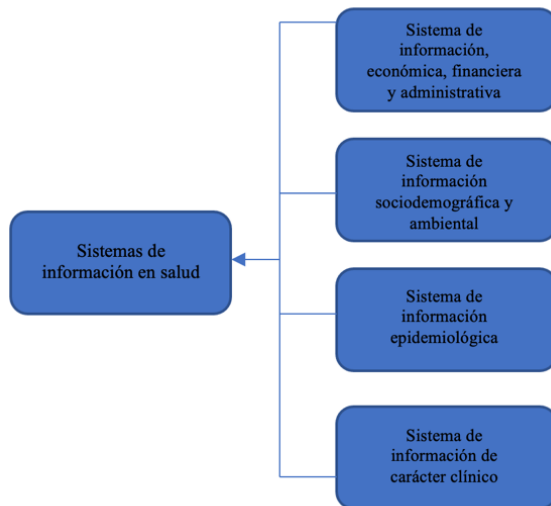 Sistema de
información,
económica, financiera
y administrativa
Sistema de
información
sociodemográfica y
ambiental
Sistemas de
información en salud
Sistema de
información
epidemiológica
Sistema de
información de
carácter clínico